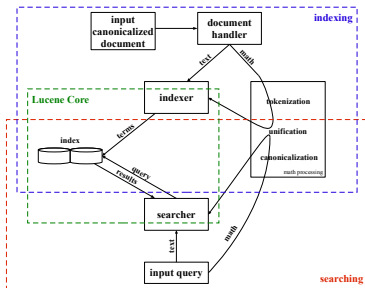 input
canonicalized
document
document
handler
indexing
text
math
Lucene Core
indexer
tokenization
terms
unification
index
canonicalization
query
results
math processing
searcher
text
math
input query
searching